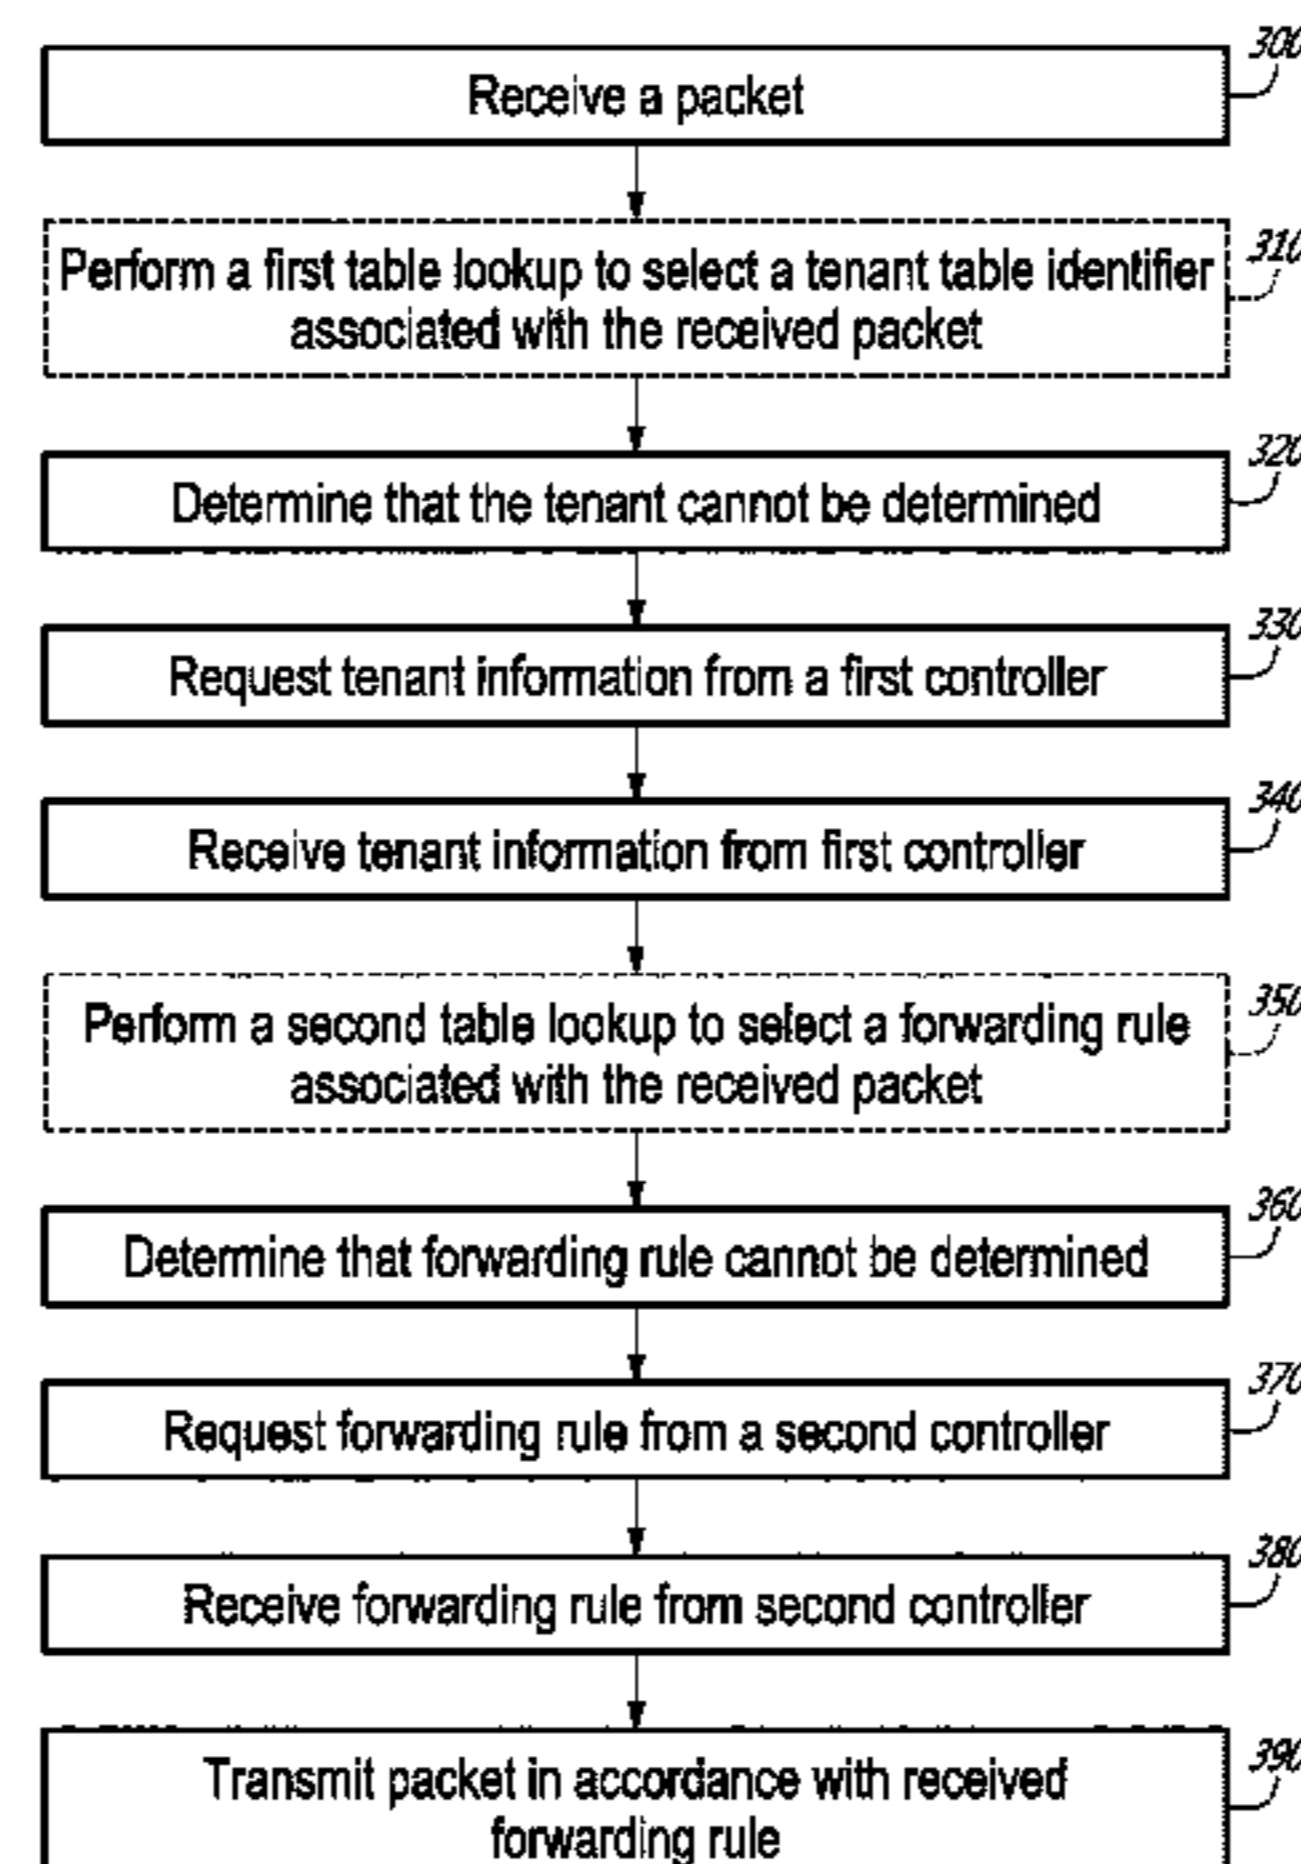 300
Receive a packet
310
Perform a first table lookup to select a tenant table identifier
associated with the received packet
320
Determine that the tenant cannot be determined
330
Request tenant information from a first controller
340
Receive tenant information from first controller
350
Perform a second table lookup to select a forwarding rule
associated with the received packet
360
Determine that forwarding rule cannot be determined
370
Request forwarding rule from a second controller
380
Receive forwarding rule from second controller
390
Transmit packet in accordance with received
forwarding rule